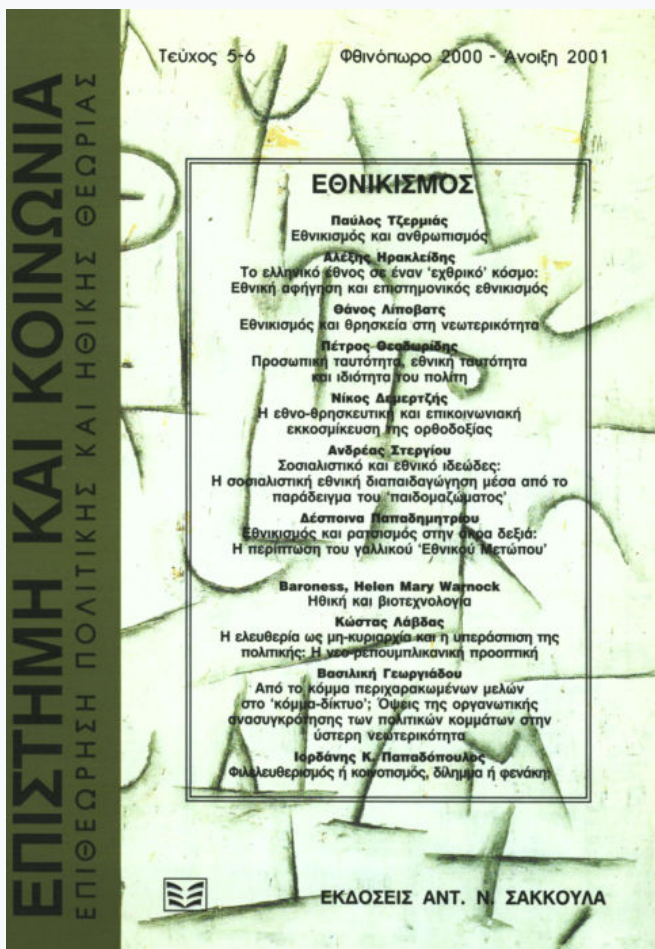 ΕΠΙΣΤΗΜΗ ΚΑΙ ΚΟΙΝΩΝΙΑ
ΕΠΙΘΕΩΡΗΣΗ ΠΟΛΙΤΙΚΗΣ ΚΑΙ ΗΘΙΚΗΣ ΘΕΩΡΙΑΣ
Τεύχος 5-6 Φθινόπωρο 2000 - Άνοιξη 2001
ΕΘΝΙΚΙΣΜΟΣ
Παύλος Τζερμιάς
Εθνικισμός και ανθρωπισμός
Αλέξης Ηρακλείδης
Το ελληνικό έθνος σε έναν 'εχθρικό' κόσμο:
Εθνική αφήγηση και επιστημονικός εθνικισμός
Θάνος Λίποβατς
Εθνικισμός και θρησκεία στη νεωτερικότητα
Πέτρος Θεοδωρίδης
Προσωπική ταυτότητα, εθνική ταυτότητα
και ιδιότητα του πολίτη
Νίκος Δεμερτζής
Η εθνο-θρησκευτική και επικοινωνιακή
εκκοσμίκευση της ορθοδοξίας
Ανδρέας Στεργίου
Σοσιαλιστικό και εθνικό ιδεώδες:
Η σοσιαλιστική εθνική διαπαιδαγώγηση μέσα από το
παράδειγμα του 'παιδομαζώματος'
Δέσποινα Παπαδημητρίου
Εθνικισμός και ρατσισμός στην άκρα δεξιά:
Η περίπτωση του γαλλικού 'Εθνικού Μετώπου'
Baroness, Helen Mary Warnock
Ηθική και βιοτεχνολογία
Κώστας Λάβδας
Η ελευθερία ως μη-κυριαρχία και η υπεράσπιση της
πολιτικής: Η νεο-ρεπουμπλικανική προοπτική
Βασιλική Γεωργιάδου
Από το κόμμα περιχαρακωμένων μελών
στο 'κόμμα-δίκτυο'; Όψεις της οργανωτικής
ανασυγκρότησης των πολιτικών κομμάτων στην
ύστερη νεωτερικότητα
Ιορδάνης Κ. Παπαδόπουλος
Φιλελευθερισμός ή κοινοτισμός, δίλημμα ή φενάκη;
ΕΚΔΟΣΕΙΣ ΑΝΤ. Ν. ΣΑΚΚΟΥΛΑ